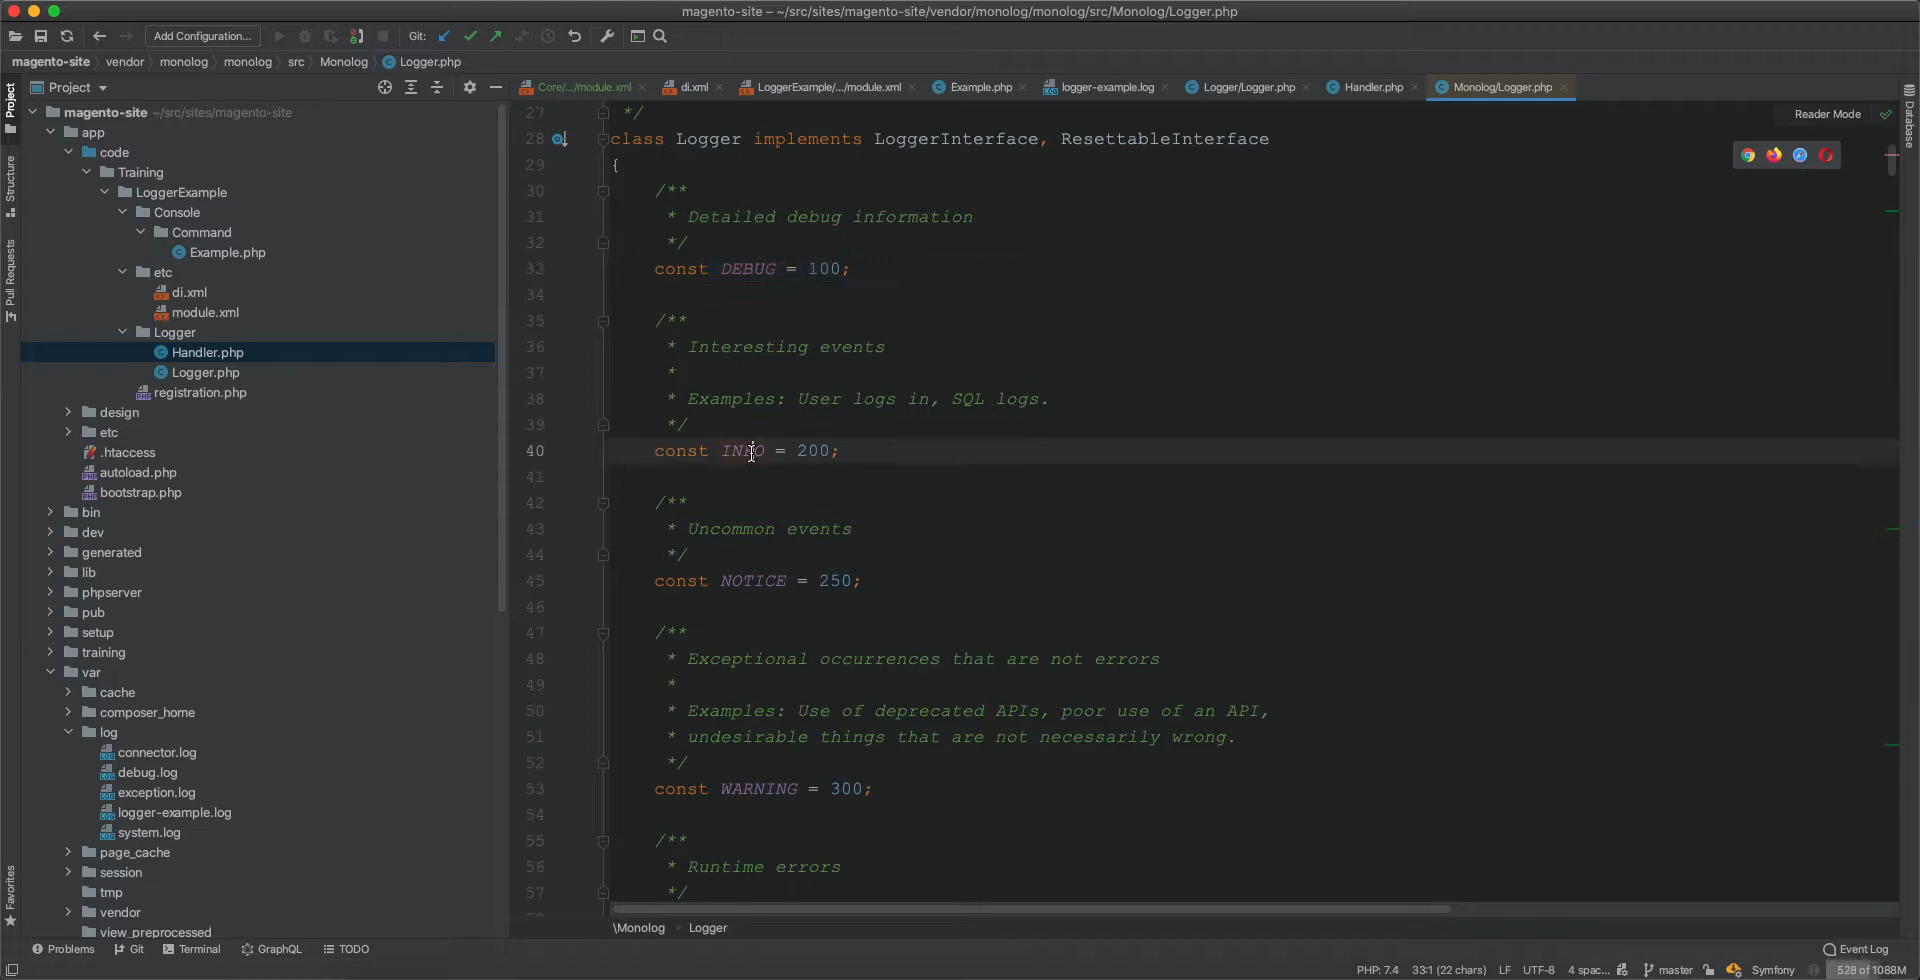 magento-site – ~/src/sites/magento-site/vendor/monolog/monolog/src/Monolog/Logger.php
Add Configuration...
Git:
magento-site
vendor
monolog
monolog
src
Monolog
Logger.php
Project
Core/.../module.xml
di.xml
LoggerExample/.../module.xml
Example.php
logger-example.log
Logger/Logger.php
Handler.php
Monolog/Logger.php
Project
Structure
Pull Requests
Favorites
Database
Reader Mode
magento-site ~/src/sites/magento-site
app
code
Training
LoggerExample
Console
Command
Example.php
etc
di.xml
module.xml
Logger
Handler.php
Logger.php
registration.php
design
etc
.htaccess
autoload.php
bootstrap.php
bin
dev
generated
lib
phpserver
pub
setup
training
var
cache
composer_home
log
connector.log
debug.log
exception.log
logger-example.log
system.log
page_cache
session
tmp
vendor
view_preprocessed
27 */
28 class Logger implements LoggerInterface, ResettableInterface
29 {
30 /**
31 * Detailed debug information
32 */
33 const DEBUG = 100;
34
35 /**
36 * Interesting events
37 *
38 * Examples: User logs in, SQL logs.
39 */
40 const INFO = 200;
41
42 /**
43 * Uncommon events
44 */
45 const NOTICE = 250;
46
47 /**
48 * Exceptional occurrences that are not errors
49 *
50 * Examples: Use of deprecated APIs, poor use of an API,
51 * undesirable things that are not necessarily wrong.
52 */
53 const WARNING = 300;
54
55 /**
56 * Runtime errors
57 */
\Monolog
Logger
Problems
Git
Terminal
GraphQL
TODO
Event Log
PHP: 7.4
33:1 (22 chars)
LF
UTF-8
4 spac...
master
Symfony
528 of 1088M